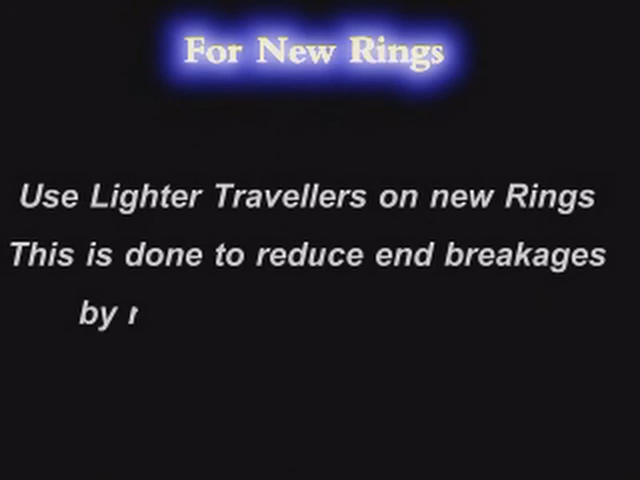 For New Rings
Use Lighter Travellers on new Rings
This is done to reduce end breakages
by